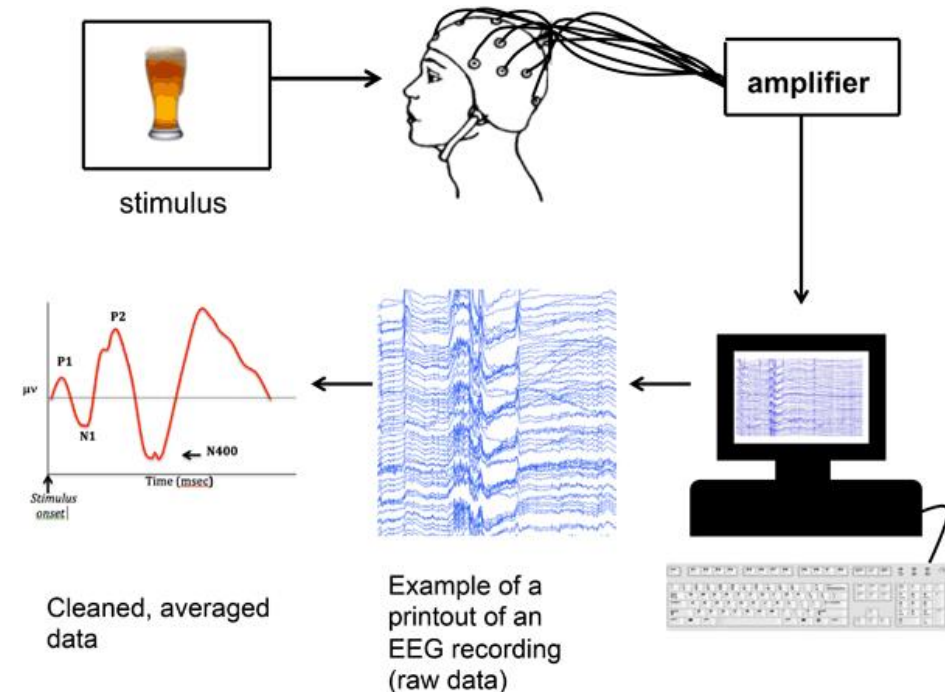 amplifier
stimulus
P1
N1
P2
N400
μv
Time (msec)
Stimulus
onset
Cleaned, averaged
data
Example of a
printout of an
EEG recording
(raw data)